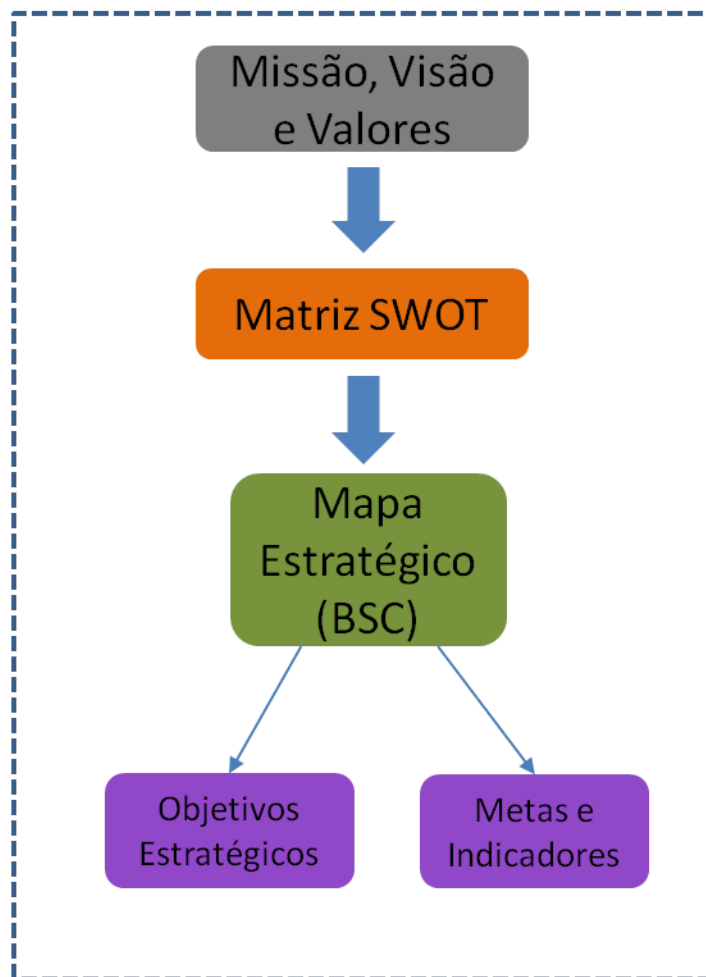 Missão, Visão
e Valores
Matriz SWOT
Mapa
Estratégico
(BSC)
Objetivos
Estratégicos
Metas e
Indicadores